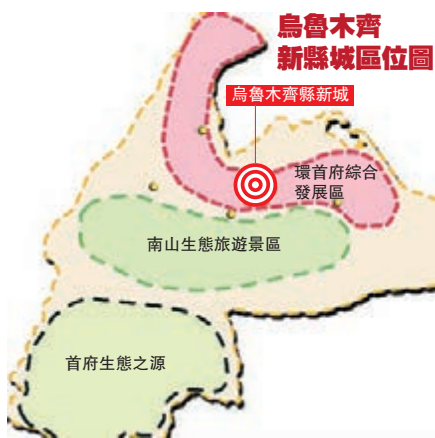 烏魯木齊
新縣城區位圖
烏魯木齊縣新城
環首府綜合
發展區
南山生態旅遊景區
首府生態之源